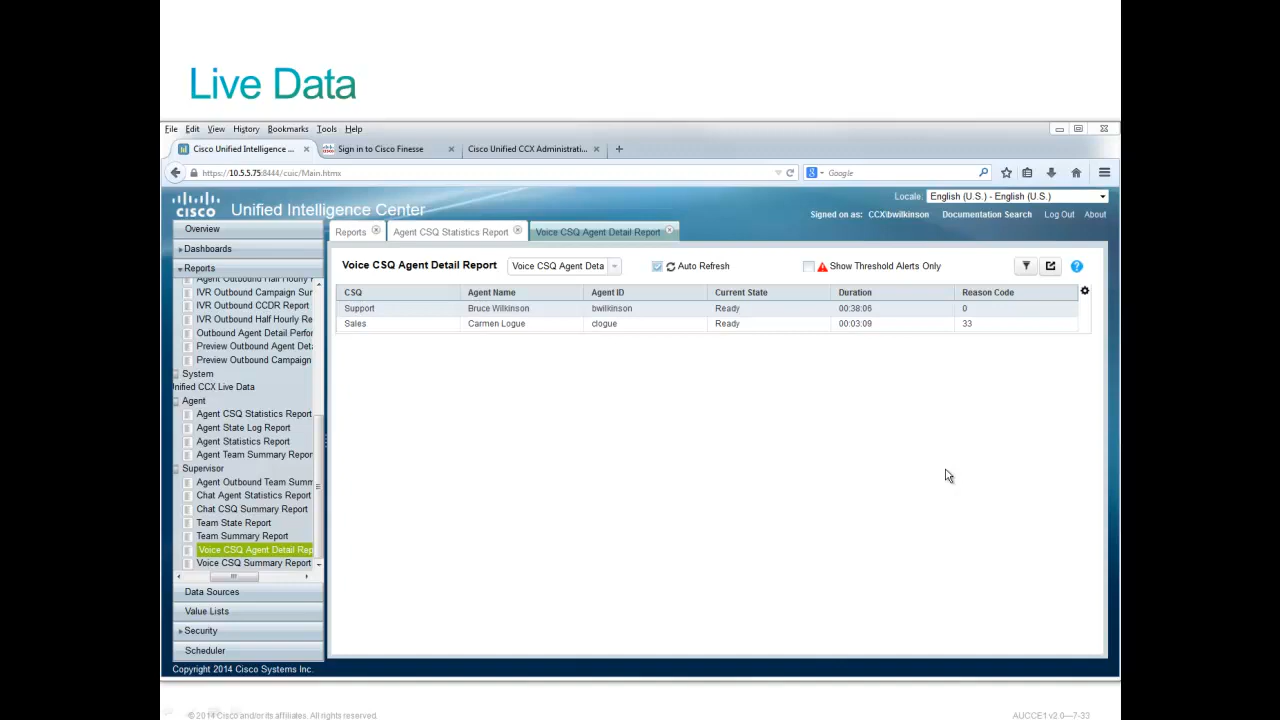 Live Data
File Edit View History Bookmarks Tools Help
Cisco Unified Intelligence ... Sign in to Cisco Finesse Cisco Unified CCX Administrati...
https://10.5.5.75:8444/cuic/Main.htmx Google
Locale: English (U.S.) - English (U.S.)
cisco Unified Intelligence Center
Signed on as: CCX\bwilkinson Documentation Search Log Out About
Overview
Dashboards
Reports
Agent Outbound Half Hourly R
IVR Outbound Campaign Sur
IVR Outbound CCDR Report
IVR Outbound Half Hourly Re
Outbound Agent Detail Perfor
Preview Outbound Agent Deta
Preview Outbound Campaign
System
Unified CCX Live Data
Agent
Agent CSQ Statistics Report
Agent State Log Report
Agent Statistics Report
Agent Team Summary Repor
Supervisor
Agent Outbound Team Summ
Chat Agent Statistics Report
Chat CSQ Summary Report
Team State Report
Team Summary Report
Voice CSQ Agent Detail Rep
Voice CSQ Summary Report
Data Sources
Value Lists
Security
Scheduler
Copyright 2014 Cisco Systems Inc.
Reports Agent CSQ Statistics Report Voice CSQ Agent Detail Report
Voice CSQ Agent Detail Report Voice CSQ Agent Deta Auto Refresh Show Threshold Alerts Only
CSQ Agent Name Agent ID Current State Duration Reason Code
Support Bruce Wilkinson bwilkinson Ready 00:38:06 0
Sales Carmen Logue clogue Ready 00:03:09 33
© 2014 Cisco and/or its affiliates. All rights reserved. AUCCE1 v2.0—7-33